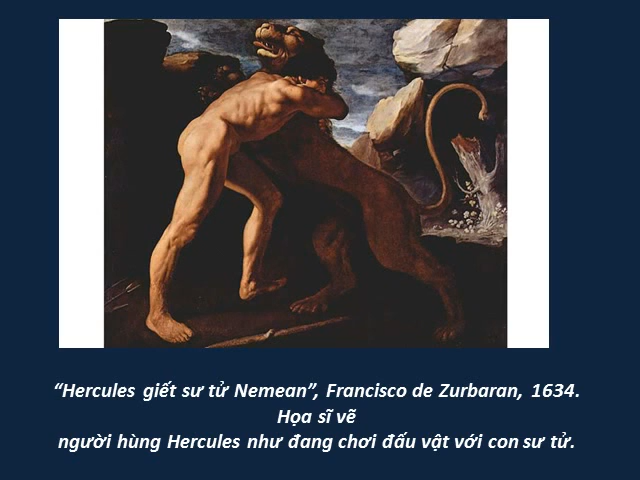 “Hercules giết sư tử Nemean”, Francisco de Zurbaran, 1634.
Họa sĩ vẽ
người hùng Hercules như đang chơi đấu vật với con sư tử.